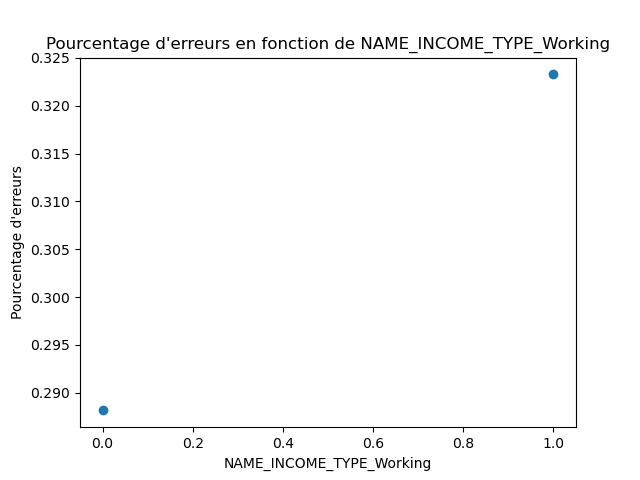 Pourcentage d'erreurs en fonction de NAME_INCOME_TYPE_Working
0.325
0.320
0.315
0.310
0.305
0.300
0.295
0.290
Pourcentage d'erreurs
0.0 0.2 0.4 0.6 0.8 1.0
NAME_INCOME_TYPE_Working